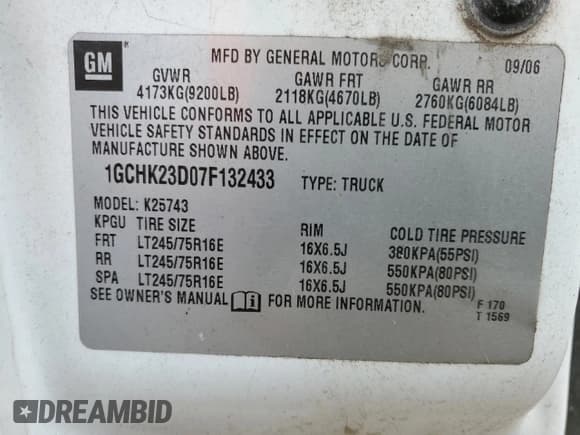 GM
MFD BY GENERAL MOTORS CORP. 09/06
GVWR GAWR FRT GAWR RR
4173KG(9200LB) 2118KG(4670LB) 2760KG(6084LB)
THIS VEHICLE CONFORMS TO ALL APPLICABLE U.S. FEDERAL MOTOR
VEHICLE SAFETY STANDARDS IN EFFECT ON THE DATE OF
MANUFACTURE SHOWN ABOVE.
1GCHK23D07F132433 TYPE: TRUCK
MODEL: K25743
KPGU TIRE SIZE RIM COLD TIRE PRESSURE
FRT LT245/75R16E 16X6.5J 380KPA(55PSI)
RR LT245/75R16E 16X6.5J 550KPA(80PSI)
SPA LT245/75R16E 16X6.5J 550KPA(80PSI)
SEE OWNER'S MANUAL FOR MORE INFORMATION.
F 170
T 1569
DREAMBID